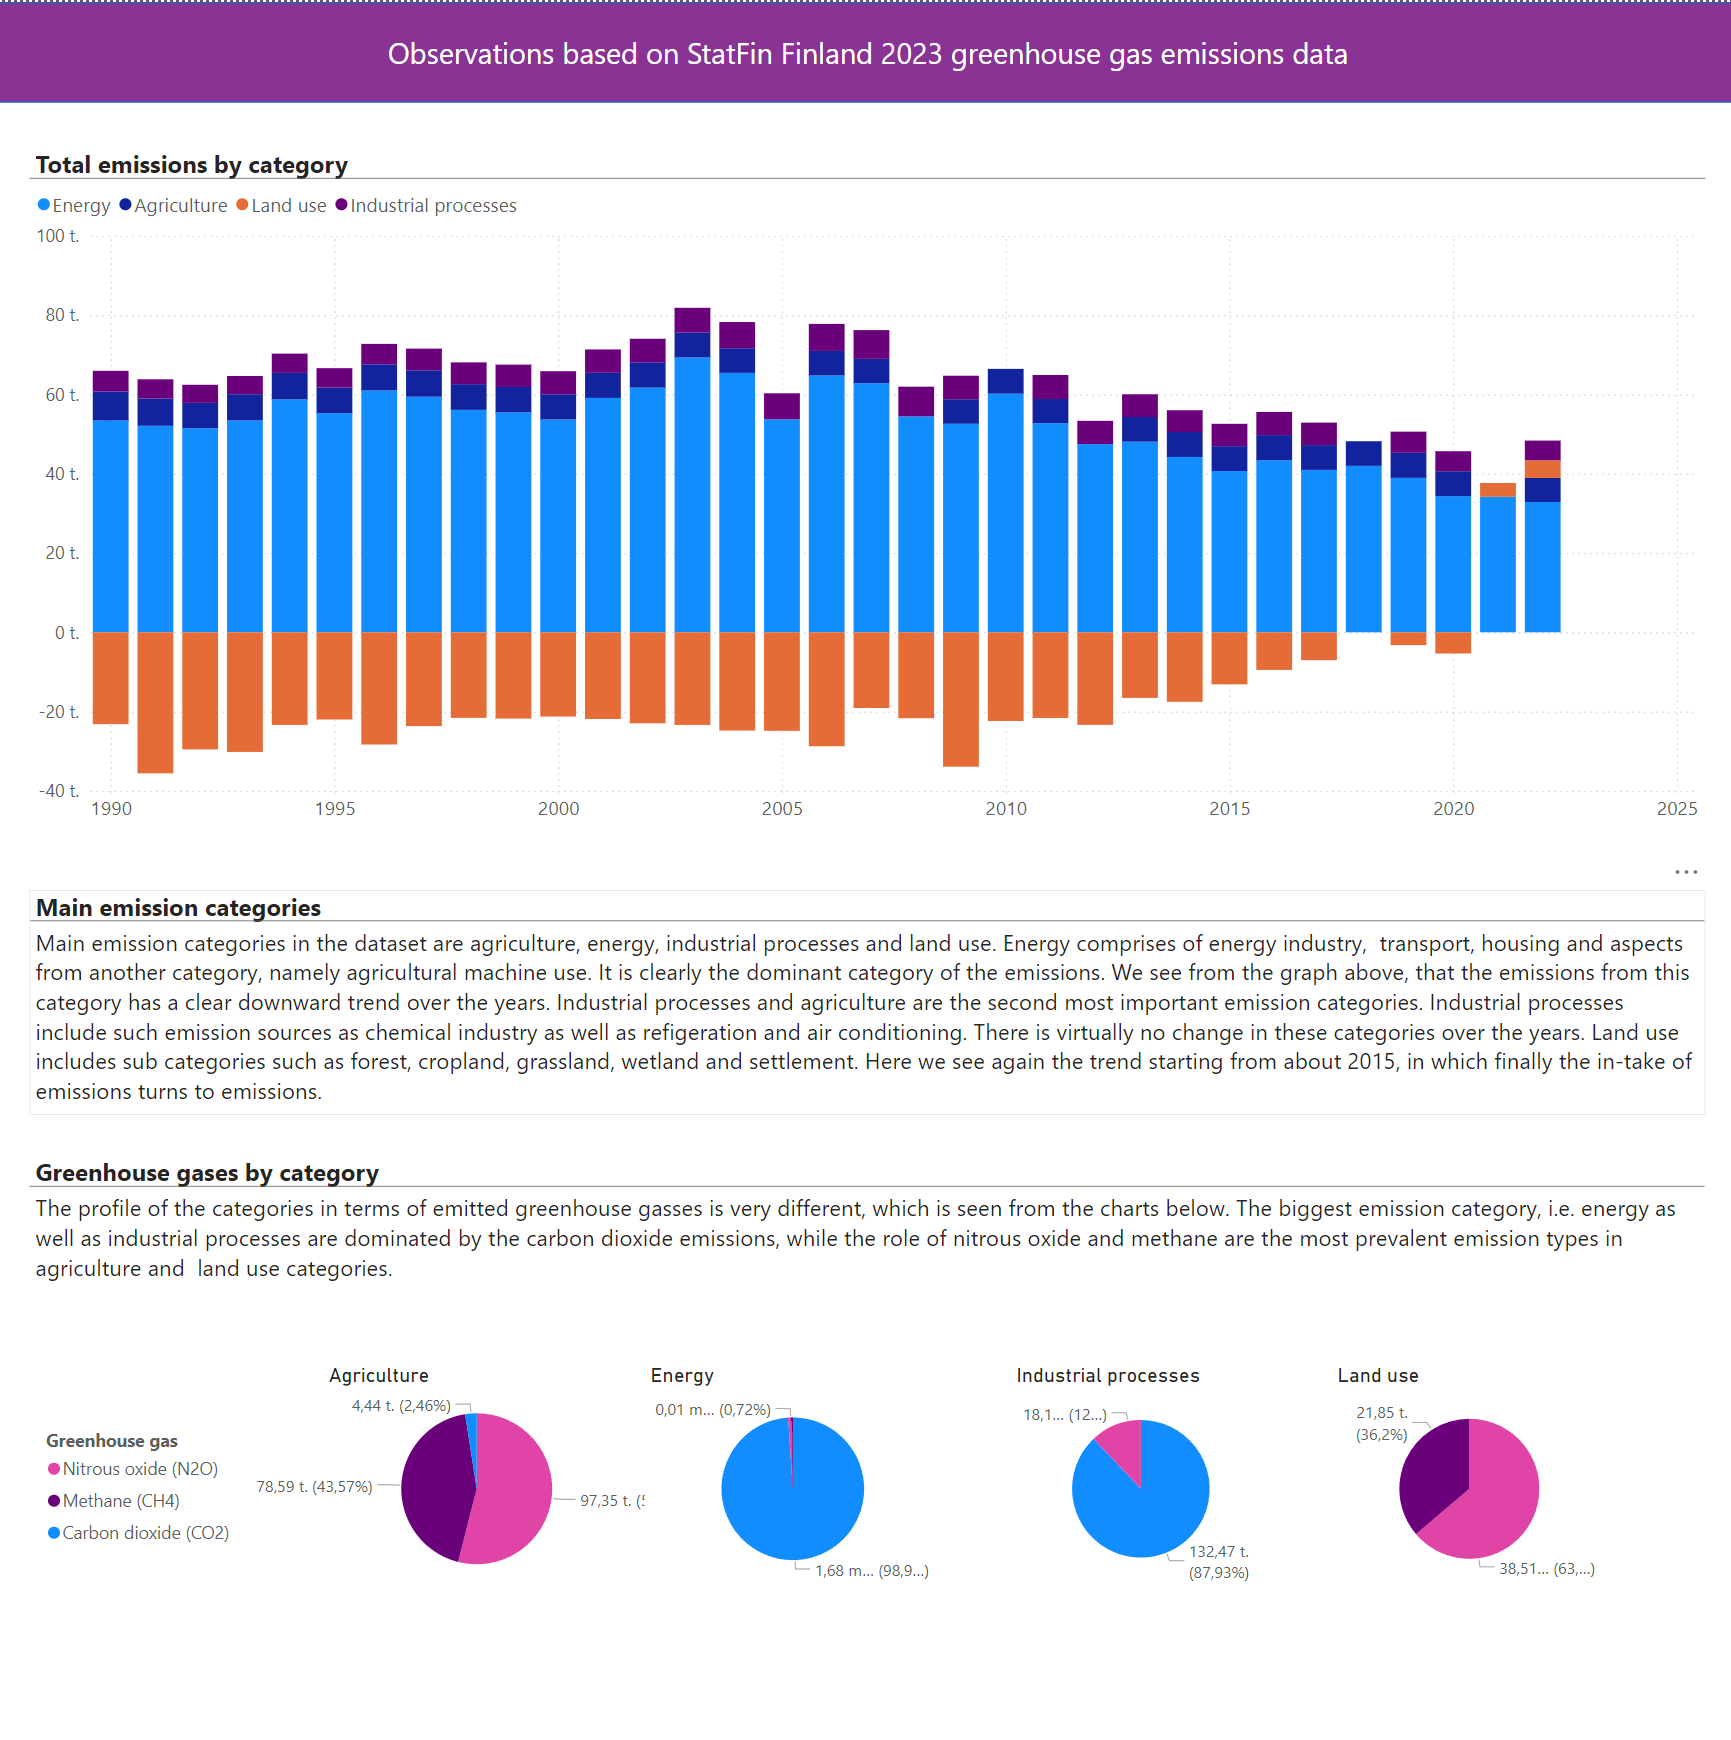 Observations based on StatFin Finland 2023 greenhouse gas emissions data
Total emissions by category
Energy Agriculture Land use Industrial processes
100 t.
80 t.
60 t.
40 t.
20 t.
0 t.
-20 t.
-40 t.
1990 1995 2000 2005 2010 2015 2020 2025
Main emission categories
Main emission categories in the dataset are agriculture, energy, industrial processes and land use. Energy comprises of energy industry,  transport, housing and aspects
from another category, namely agricultural machine use. It is clearly the dominant category of the emissions. We see from the graph above, that the emissions from this
category has a clear downward trend over the years. Industrial processes and agriculture are the second most important emission categories. Industrial processes
include such emission sources as chemical industry as well as refigeration and air conditioning. There is virtually no change in these categories over the years. Land use
includes sub categories such as forest, cropland, grassland, wetland and settlement. Here we see again the trend starting from about 2015, in which finally the in-take of
emissions turns to emissions.
Greenhouse gases by category
The profile of the categories in terms of emitted greenhouse gasses is very different, which is seen from the charts below. The biggest emission category, i.e. energy as
well as industrial processes are dominated by the carbon dioxide emissions, while the role of nitrous oxide and methane are the most prevalent emission types in
agriculture and  land use categories.
Greenhouse gas
Nitrous oxide (N2O)
Methane (CH4)
Carbon dioxide (CO2)
Agriculture
4,44 t. (2,46%)
78,59 t. (43,57%)
97,35 t. (5
Energy
0,01 m... (0,72%)
1,68 m... (98,9...)
Industrial processes
18,1... (12...)
132,47 t.
(87,93%)
Land use
21,85 t.
(36,2%)
38,51... (63,...)